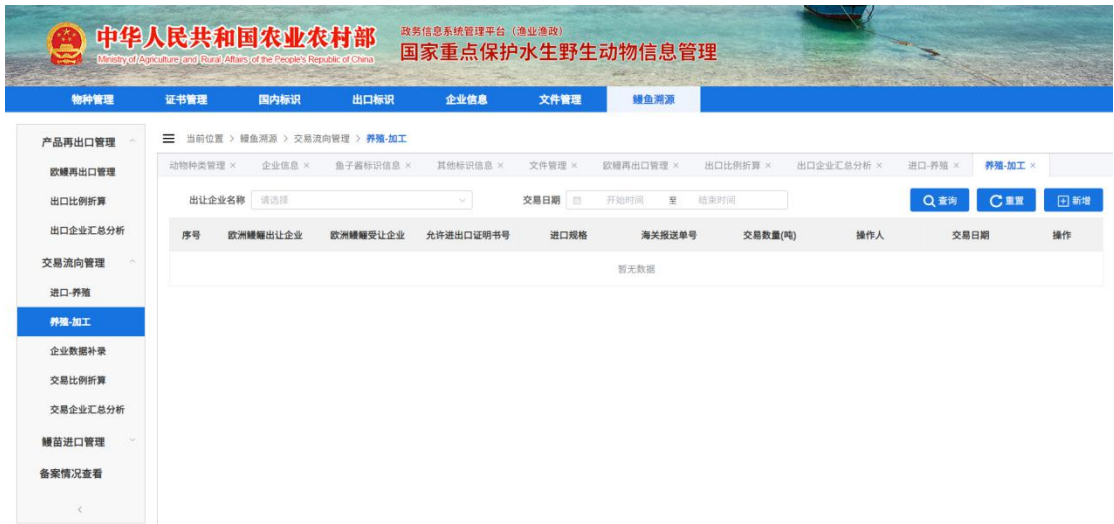 中华人民共和国农业农村部
Ministry of Agriculture and Rural Affairs of the People's Republic of China
政务信息系统管理平台（渔业渔政）
国家重点保护水生野生动物信息管理
物种管理 证书管理 国内标识 出口标识 企业信息 文件管理 鳗鱼溯源
产品再出口管理
欧鳗再出口管理
出口比例折算
出口企业汇总分析
交易流向管理
进口-养殖
养殖-加工
企业数据补录
交易比例折算
交易企业汇总分析
鳗苗进口管理
备案情况查看
<
当前位置 > 鳗鱼溯源 > 交易流向管理 > 养殖-加工
动物种类管理 × 企业信息 × 鱼子酱标识信息 × 其他标识信息 × 文件管理 × 欧鳗再出口管理 × 出口比例折算 × 出口企业汇总分析 × 进口-养殖 × 养殖-加工 ×
出让企业名称 请选择 交易日期 开始时间 至 结束时间 查询 重置 新增
序号 欧洲鳗鲡出让企业 欧洲鳗鲡受让企业 允许进出口证明书号 进口规格 海关报送单号 交易数量(吨) 操作人 交易日期 操作
暂无数据